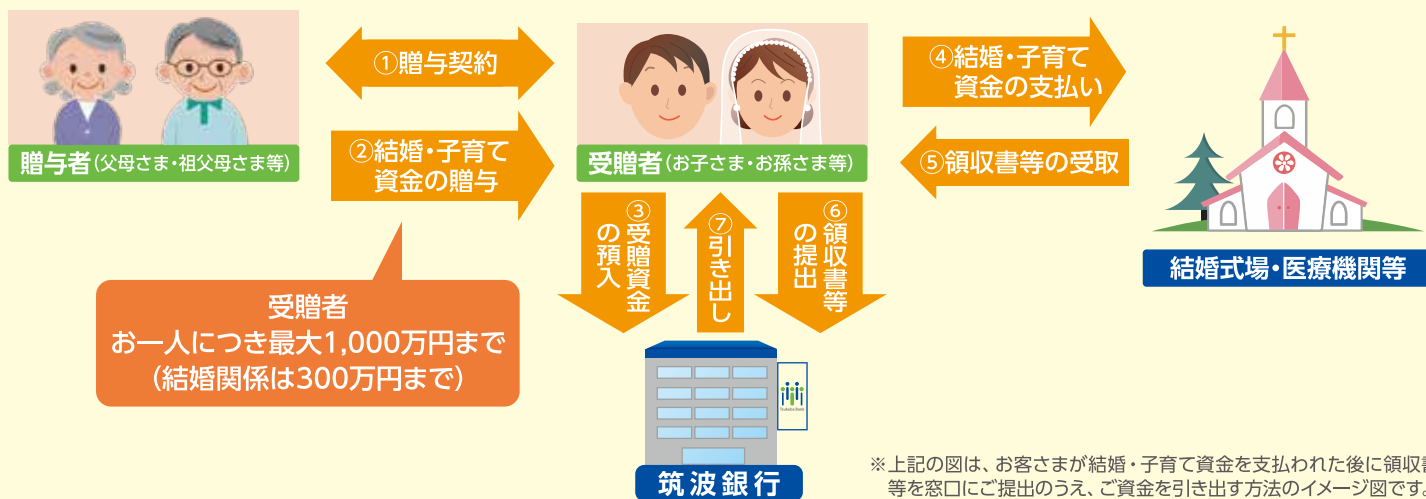 ①贈与契約
贈与者(父母さま・祖父母さま等)
②結婚・子育て
資金の贈与
受贈者
お一人につき最大1,000万円まで
(結婚関係は300万円まで)
受贈者(お子さま・お孫さま等)
③受贈資金
の預入
④結婚・子育て
資金の支払い
⑤領収書等の受取
結婚式場・医療機関等
⑥領収書等
の提出
⑦引き出し
Tsukuba Bank
筑波銀行
※上記の図は、お客さまが結婚・子育て資金を支払われた後に領収書
等を窓口にご提出のうえ、ご資金を引き出す方法のイメージ図です。